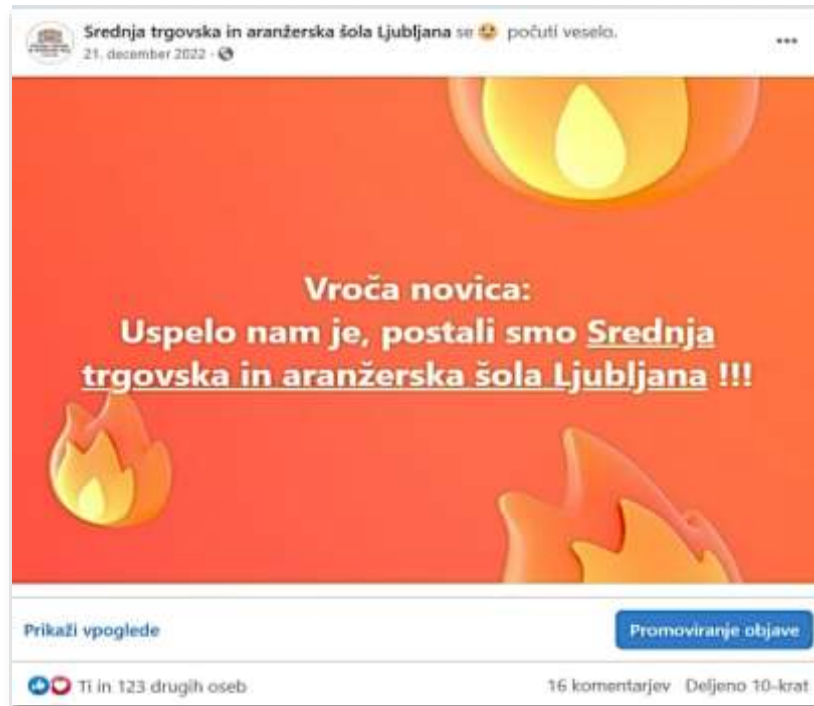 Srednja trgovska in aranžerska šola Ljubljana se počuti veselo.
21. december 2022
Vroča novica:
Uspelo nam je, postali smo Srednja
trgovska in aranžerska šola Ljubljana !!!
Prikaži vpoglede
Promoviranje objave
Ti in 123 drugih oseb
16 komentarjev Deljeno 10-krat